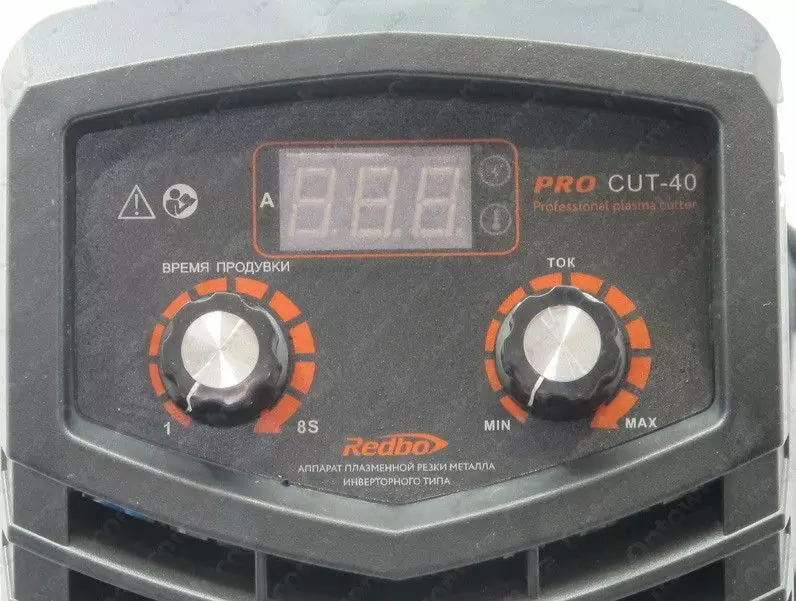 A
PRO CUT-40
Professional plasma cutter
ВРЕМЯ ПРОДУВКИ
ТОК
1
8S
MIN
MAX
Redbo
АППАРАТ ПЛАЗМЕННОЙ РЕЗКИ МЕТАЛЛА
ИНВЕРТОРНОГО ТИПА